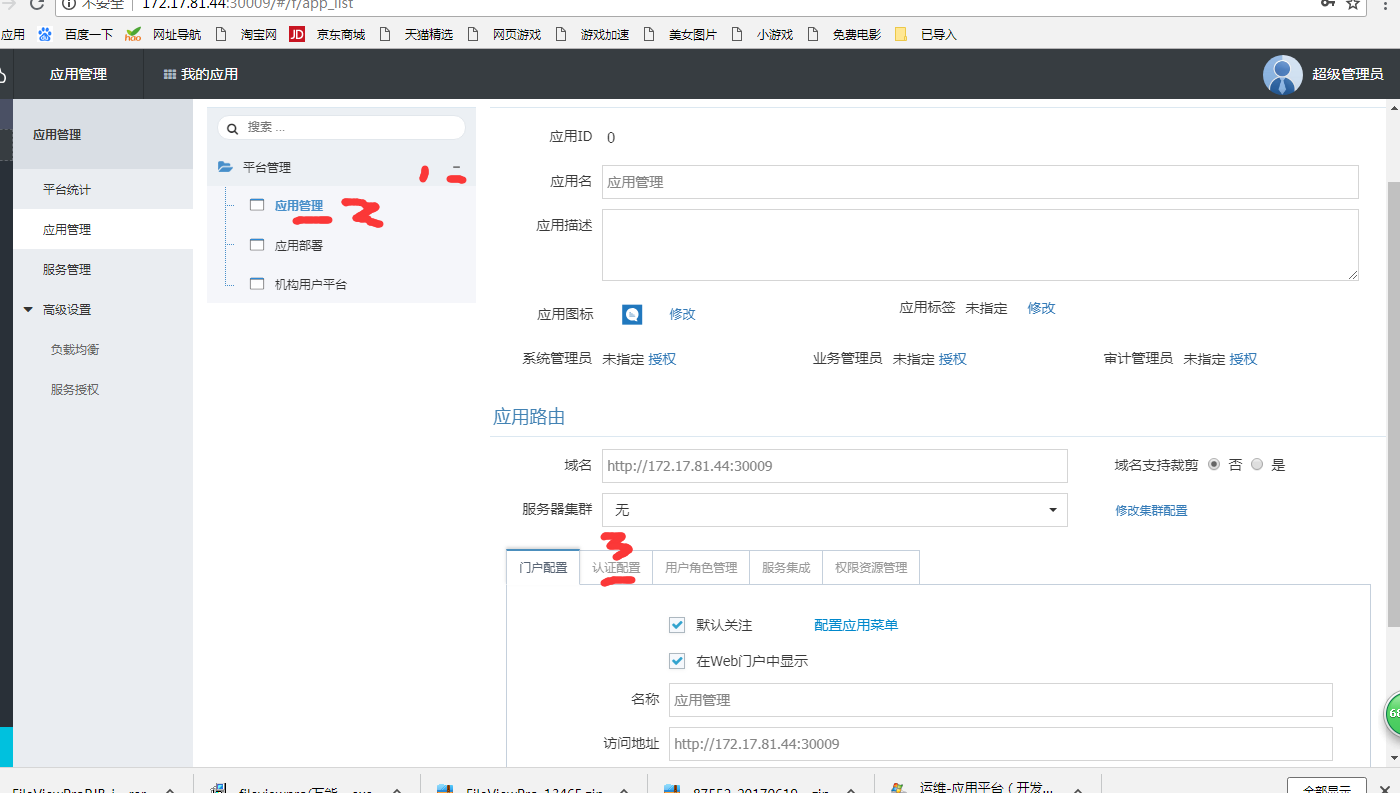 不安全 172.17.81.44:30009/#/f/app_list
应用 百度一下 网址导航 淘宝网 京东商城 天猫精选 网页游戏 游戏加速 美女图片 小游戏 免费电影 已导入
应用管理 我的应用 超级管理员
应用管理
平台统计
应用管理
服务管理
高级设置
负载均衡
服务授权
搜索 ...
平台管理 1
应用管理 2
应用部署
机构用户平台
应用ID 0
应用名 应用管理
应用描述
应用图标 修改 应用标签 未指定 修改
系统管理员 未指定 授权 业务管理员 未指定 授权 审计管理员 未指定 授权
应用路由
域名 http://172.17.81.44:30009 域名支持裁剪 否 是
服务器集群 无 修改集群配置
3
门户配置 认证配置 用户角色管理 服务集成 权限资源管理
默认关注 配置应用菜单
在Web门户中显示
名称 应用管理
访问地址 http://172.17.81.44:30009
68
运维-应用平台（开发... 全部显示